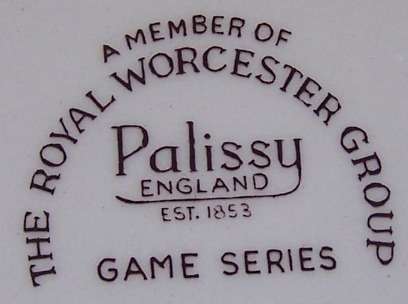 A MEMBER OF
THE ROYAL WORCESTER GROUP
Palissy
ENGLAND
EST. 1853
GAME SERIES